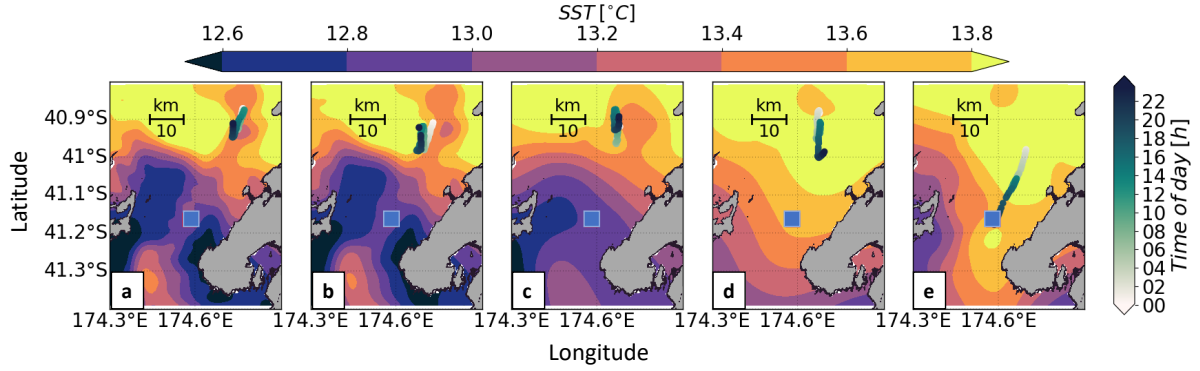 SST [°C]
12.6 12.8 13.0 13.2 13.4 13.6 13.8
Latitude
40.9°S
41°S
41.1°S
41.2°S
41.3°S
km
10
a
km
10
b
km
10
c
km
10
d
km
10
e
174.3°E 174.6°E 174.3°E 174.6°E 174.3°E 174.6°E 174.3°E 174.6°E 174.3°E 174.6°E
Longitude
22
20
18
16
14
12
10
08
06
04
02
00
Time of day [h]